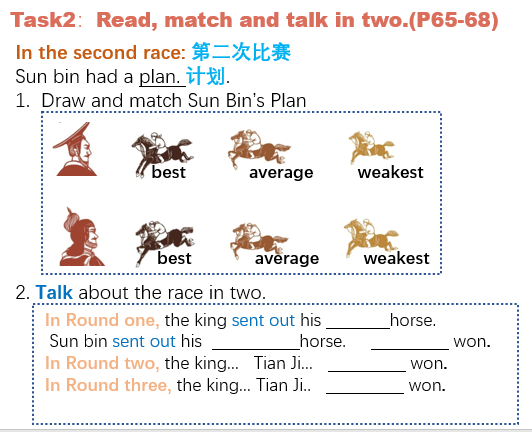 Task2: Read, match and talk in two.(P65-68)
In the second race: 第二次比赛
Sun bin had a plan. 计划.
1. Draw and match Sun Bin's Plan
best average weakest
best average weakest
2. Talk about the race in two.
In Round one, the king sent out his ________horse.
Sun bin sent out his __________horse. _________ won.
In Round two, the king... Tian Ji... _________ won.
In Round three, the king... Tian Ji.. _________ won.